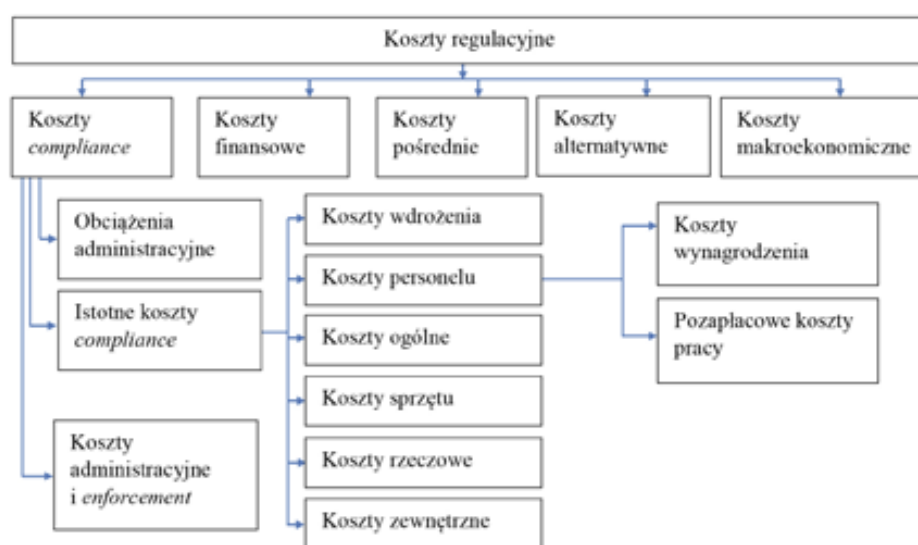 Koszty regulacyjne
Koszty
compliance
Koszty
finansowe
Koszty
pośrednie
Koszty
alternatywne
Koszty
makroekonomiczne
Obciążenia
administracyjne
Istotne koszty
compliance
Koszty
administracyjne
i enforcement
Koszty wdrożenia
Koszty personelu
Koszty ogólne
Koszty sprzętu
Koszty rzeczowe
Koszty zewnętrzne
Koszty
wynagrodzenia
Pozapłacowe koszty
pracy